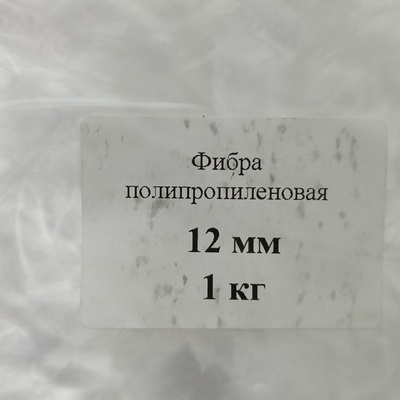 Фибра
полипропиленовая
12 мм
1 кг